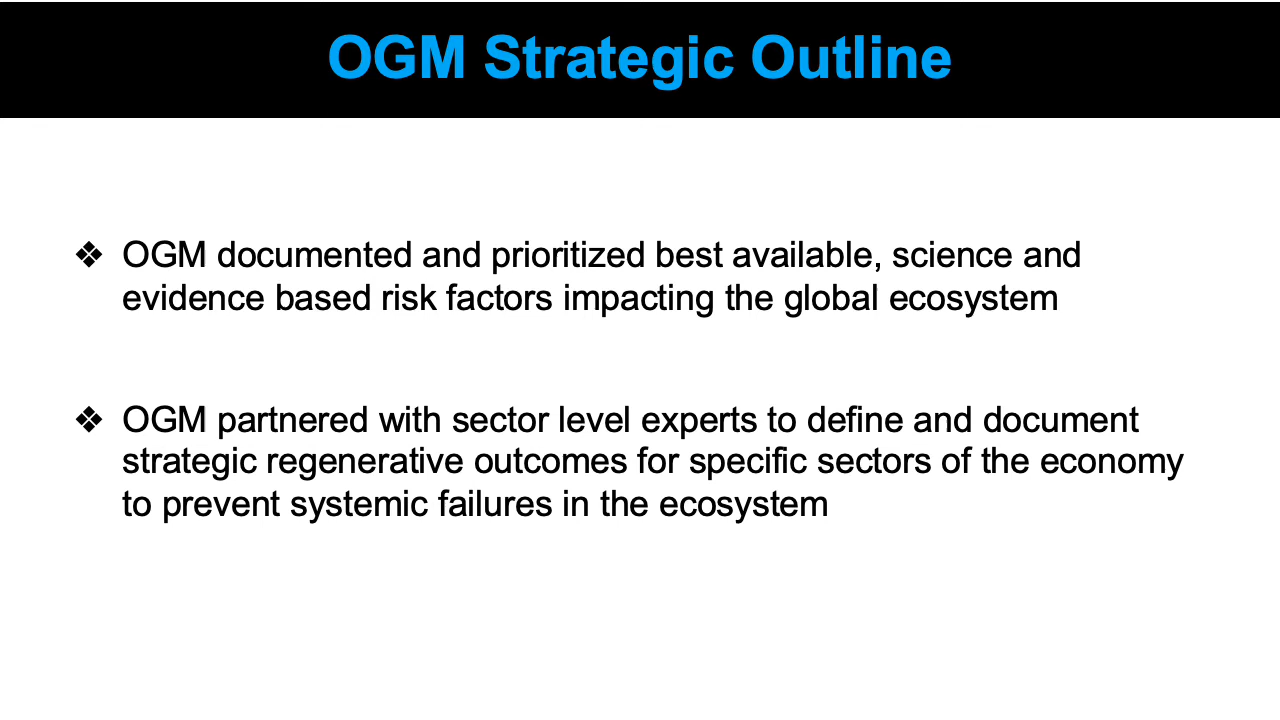 OGM Strategic Outline
❖ OGM documented and prioritized best available, science and
evidence based risk factors impacting the global ecosystem
❖ OGM partnered with sector level experts to define and document
strategic regenerative outcomes for specific sectors of the economy
to prevent systemic failures in the ecosystem